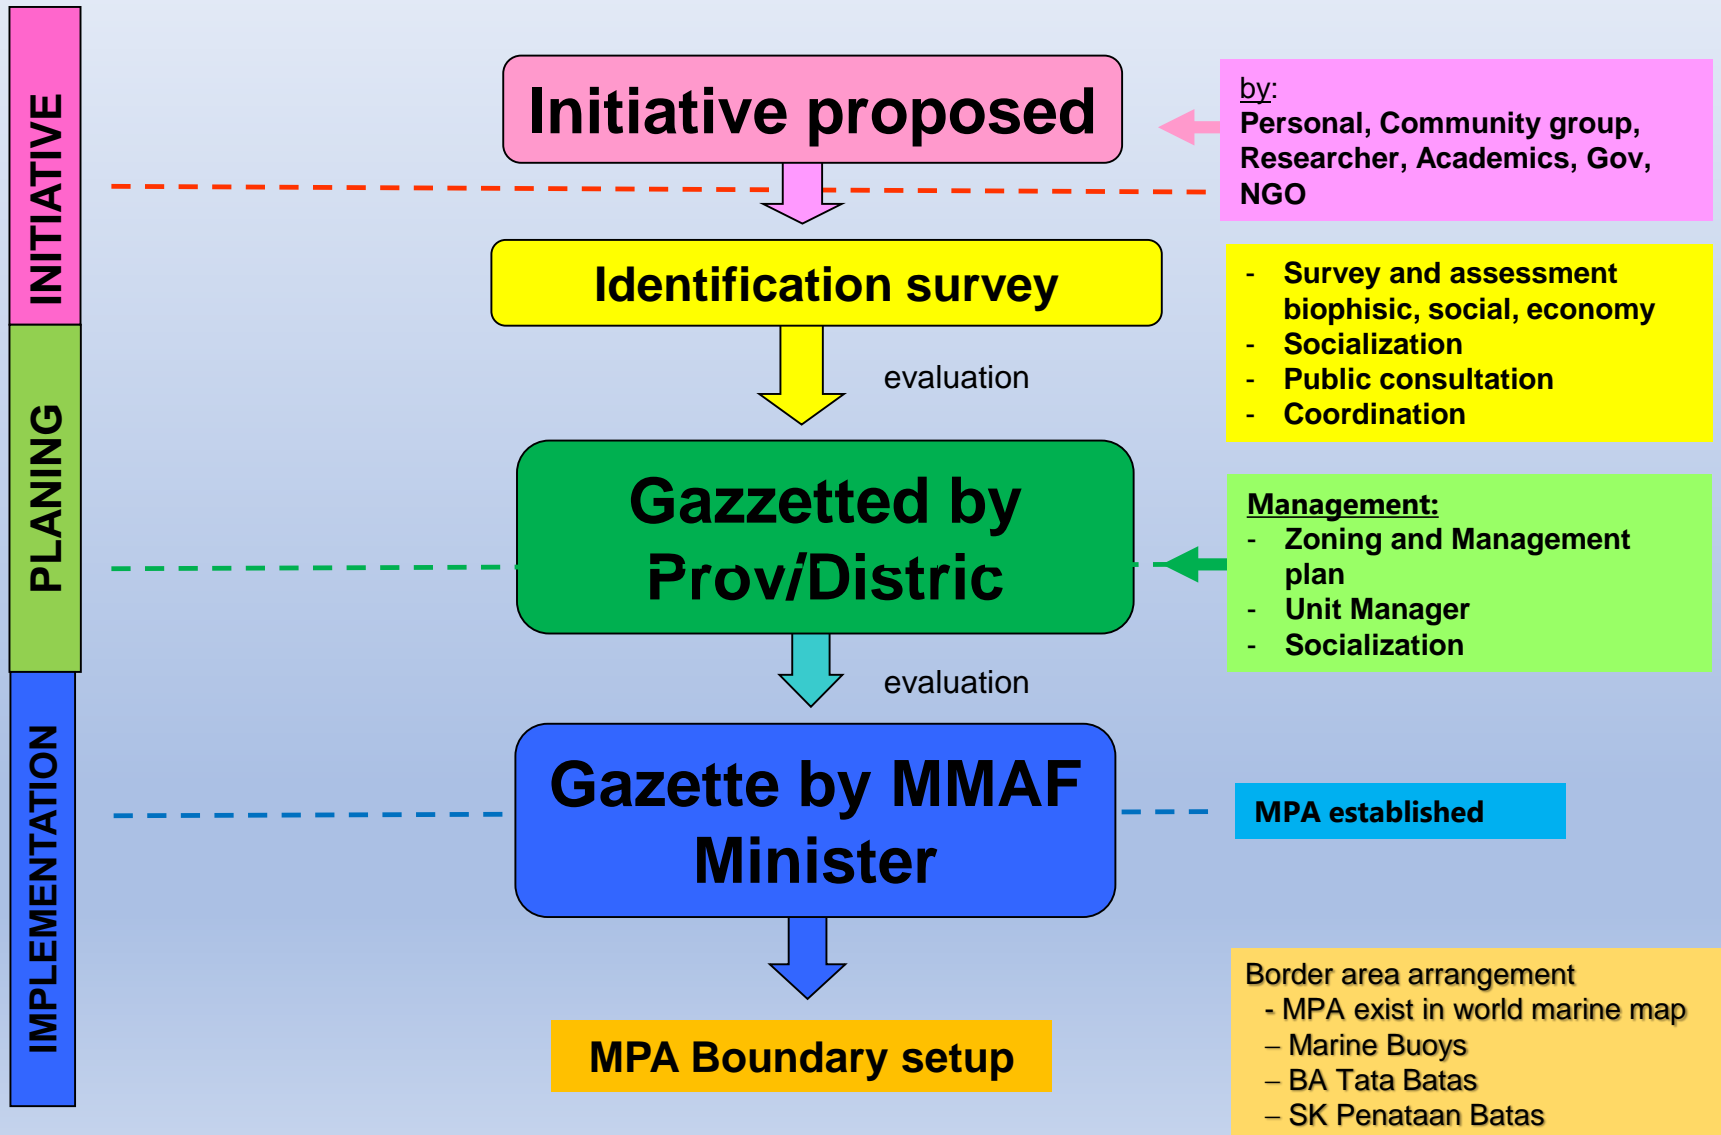 INITIATIVE
Initiative proposed
by:
Personal, Community group,
Researcher, Academics, Gov,
NGO
Identification survey
- Survey and assessment
biophisic, social, economy
- Socialization
- Public consultation
- Coordination
evaluation
PLANNING
Gazzetted by
Prov/Distric
Management:
- Zoning and Management
plan
- Unit Manager
- Socialization
evaluation
IMPLEMENTATION
Gazette by MMAF
Minister
MPA established
MPA Boundary setup
Border area arrangement
- MPA exist in world marine map
– Marine Buoys
– BA Tata Batas
– SK Penataan Batas